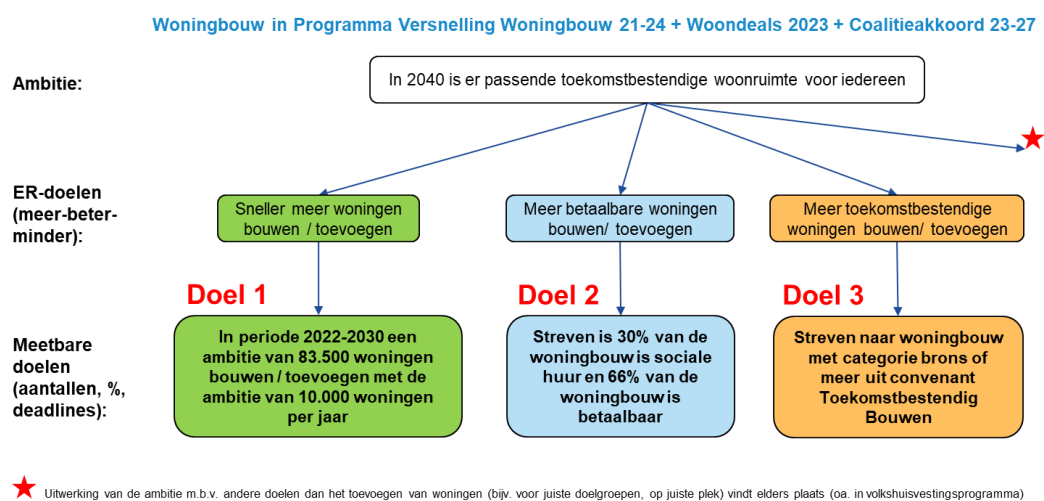 Woningbouw in Programma Versnelling Woningbouw 21-24 + Woondeals 2023 + Coalitieakkoord 23-27
Ambitie:
In 2040 is er passende toekomstbestendige woonruimte voor iedereen
ER-doelen
(meer-beter-
minder):
Sneller meer woningen
bouwen / toevoegen
Meer betaalbare woningen
bouwen/ toevoegen
Meer toekomstbestendige
woningen bouwen/ toevoegen
Doel 1
Doel 2
Doel 3
Meetbare
doelen
(aantallen, %,
deadlines):
In periode 2022-2030 een
ambitie van 83.500 woningen
bouwen / toevoegen met de
ambitie van 10.000 woningen
per jaar
Streven is 30% van de
woningbouw is sociale
huur en 66% van de
woningbouw is
betaalbaar
Streven naar woningbouw
met categorie brons of
meer uit convenant
Toekomstbestendig
Bouwen
Uitwerking van de ambitie m.b.v. andere doelen dan het toevoegen van woningen (bijv. voor juiste doelgroepen, op juiste plek) vindt elders plaats (oa. in volkshuisvestingsprogramma)